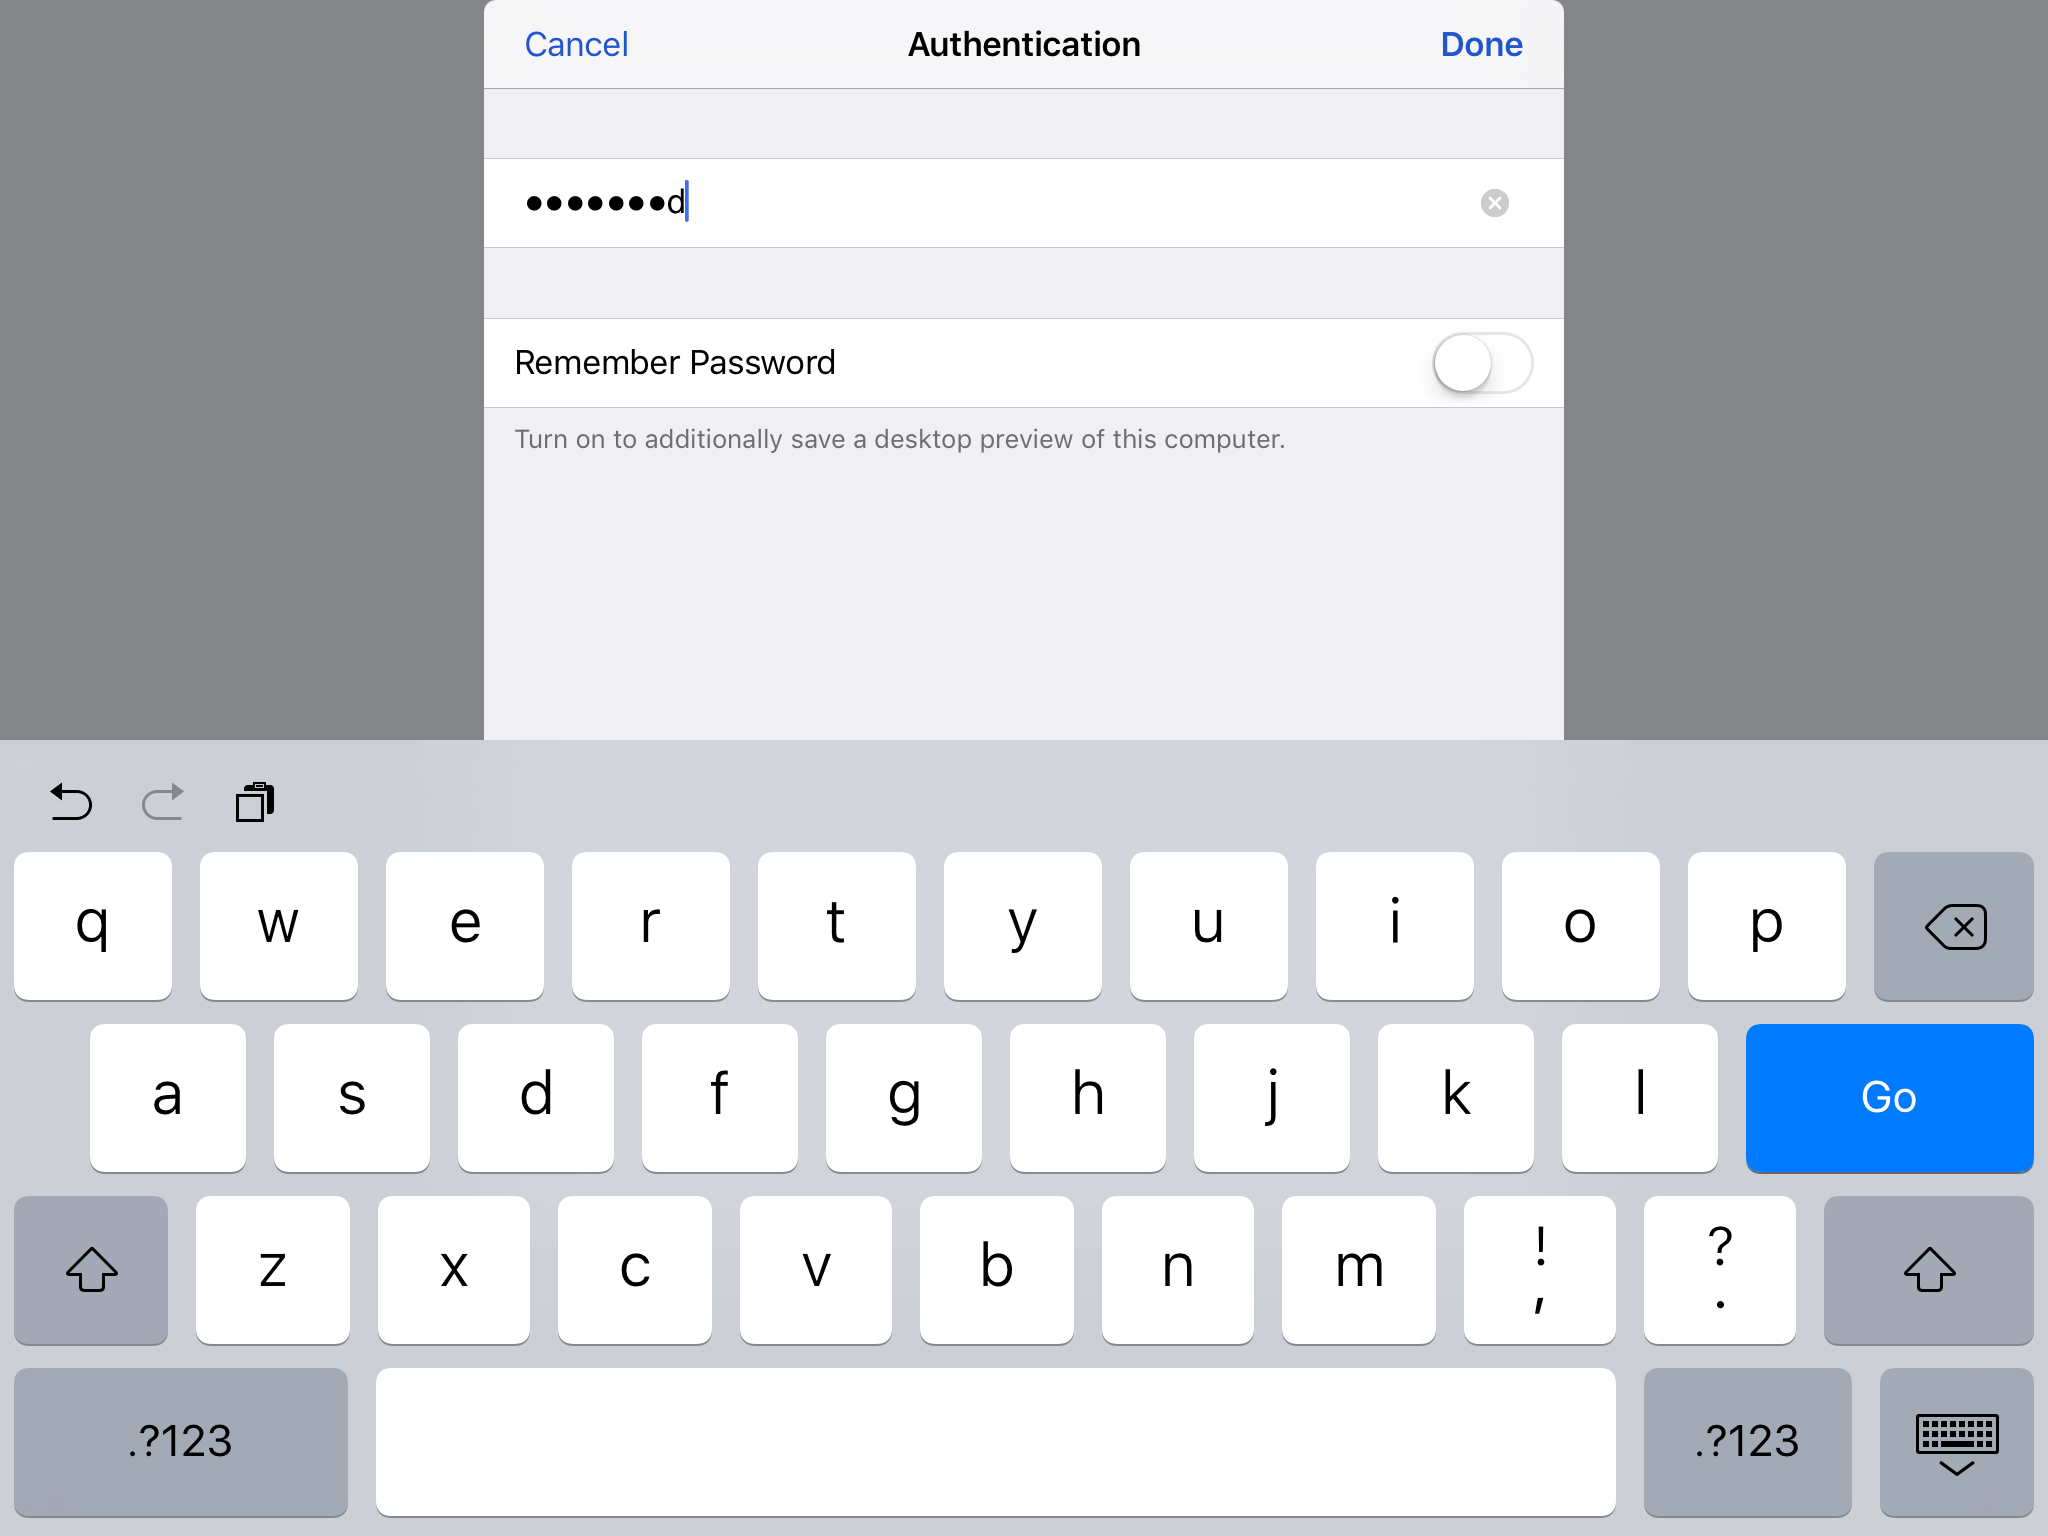 Cancel Authentication Done
●●●●●●●d
Remember Password
Turn on to additionally save a desktop preview of this computer.
q w e r t y u i o p
a s d f g h j k l Go
z x c v b n m ! , ? .
.?123 .?123